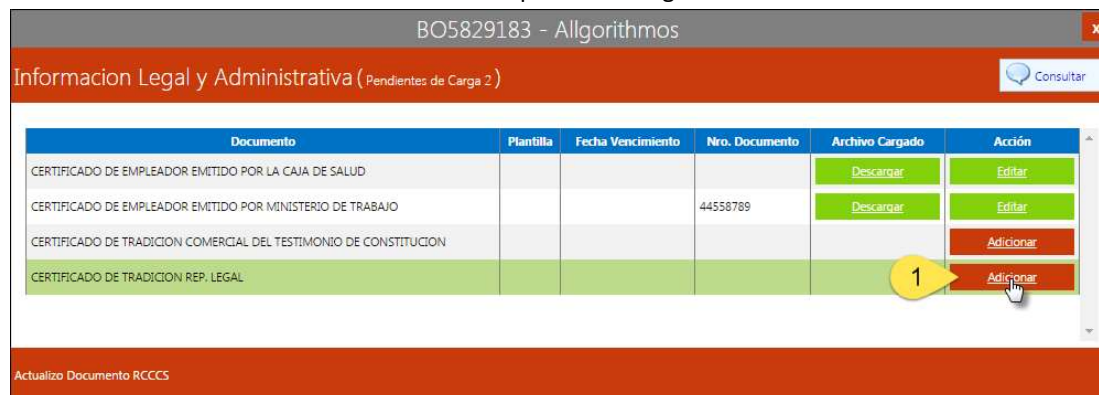 BO5829183 - Allgorithmos
x
Informacion Legal y Administrativa ( Pendientes de Carga 2 )
Consultar
Documento Plantilla Fecha Vencimiento Nro. Documento Archivo Cargado Acción
CERTIFICADO DE EMPLEADOR EMITIDO POR LA CAJA DE SALUD Descargar Editar
CERTIFICADO DE EMPLEADOR EMITIDO POR MINISTERIO DE TRABAJO 44558789 Descargar Editar
CERTIFICADO DE TRADICION COMERCIAL DEL TESTIMONIO DE CONSTITUCION Adicionar
CERTIFICADO DE TRADICION REP. LEGAL 1 Adicionar
Actualizo Documento RCCCS